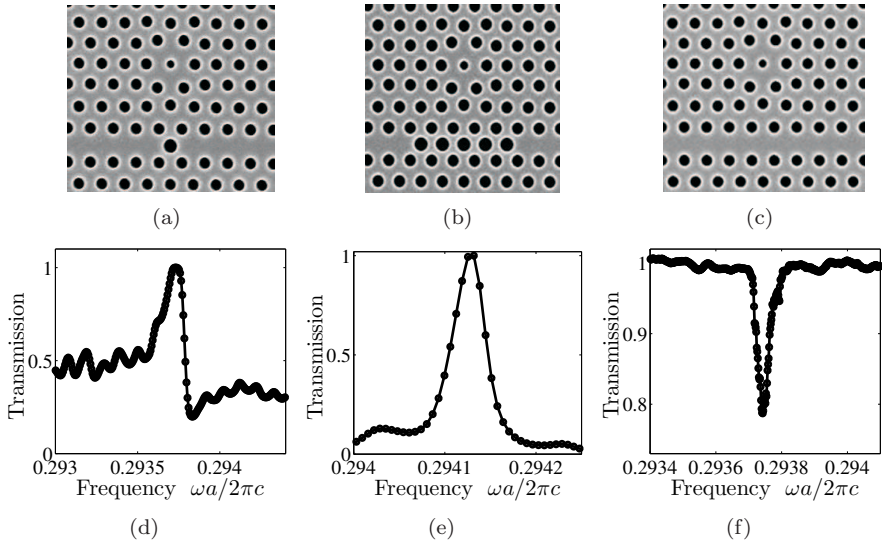 (a)
(b)
(c)
Transmission
1
0.5
0
0.293
0.2935
0.294
Frequency ωa/2πc
(d)
Transmission
1
0.5
0
0.294
0.2941
0.2942
Frequency ωa/2πc
(e)
Transmission
1
0.9
0.8
0.2934
0.2936
0.2938
0.294
Frequency ωa/2πc
(f)